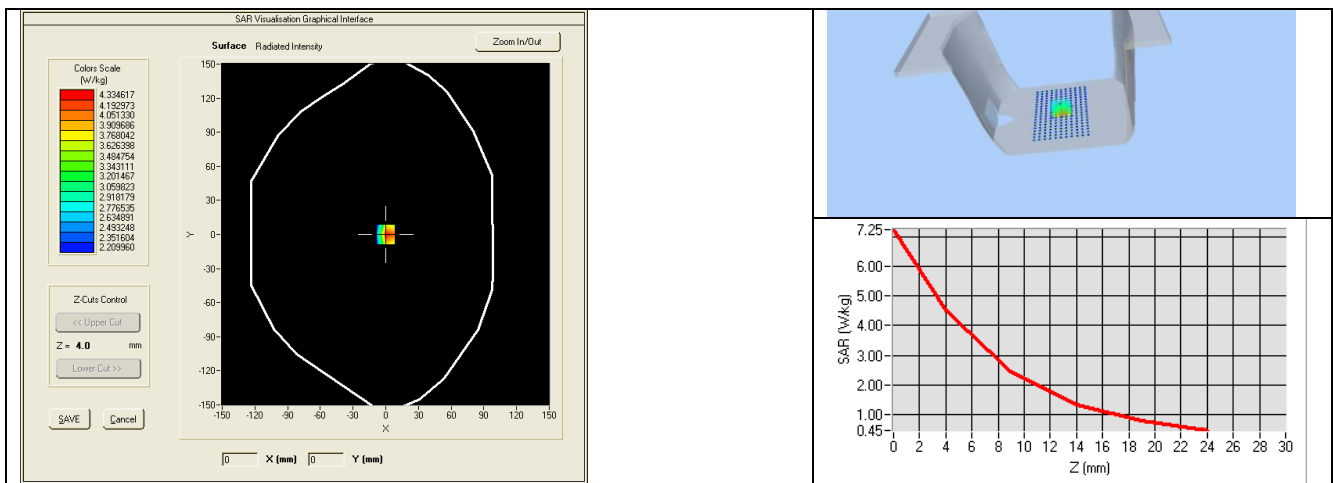 SAR Visualisation Graphical Interface
Surface Radiated Intensity
Zoom In/Out
Colors Scale
(W/kg)
4.334617
4.192973
4.051330
3.909686
3.768042
3.626398
3.484754
3.343111
3.201467
3.059823
2.918179
2.776535
2.634891
2.493248
2.351604
2.209960
Z-Cuts Control
<< Upper Cut
Z = 4.0 mm
Lower Cut >>
SAVE Cancel
Y
150
120
90
60
30
0
-30
-60
-90
-120
-150
-150 -120 -90 -60 -30 0 30 60 90 120 150
X
0 X (mm) 0 Y (mm)
SAR (W/kg)
7.25
6.00
5.00
4.00
3.00
2.00
1.00
0.45
0 2 4 6 8 10 12 14 16 18 20 22 24 26 28 30
Z (mm)